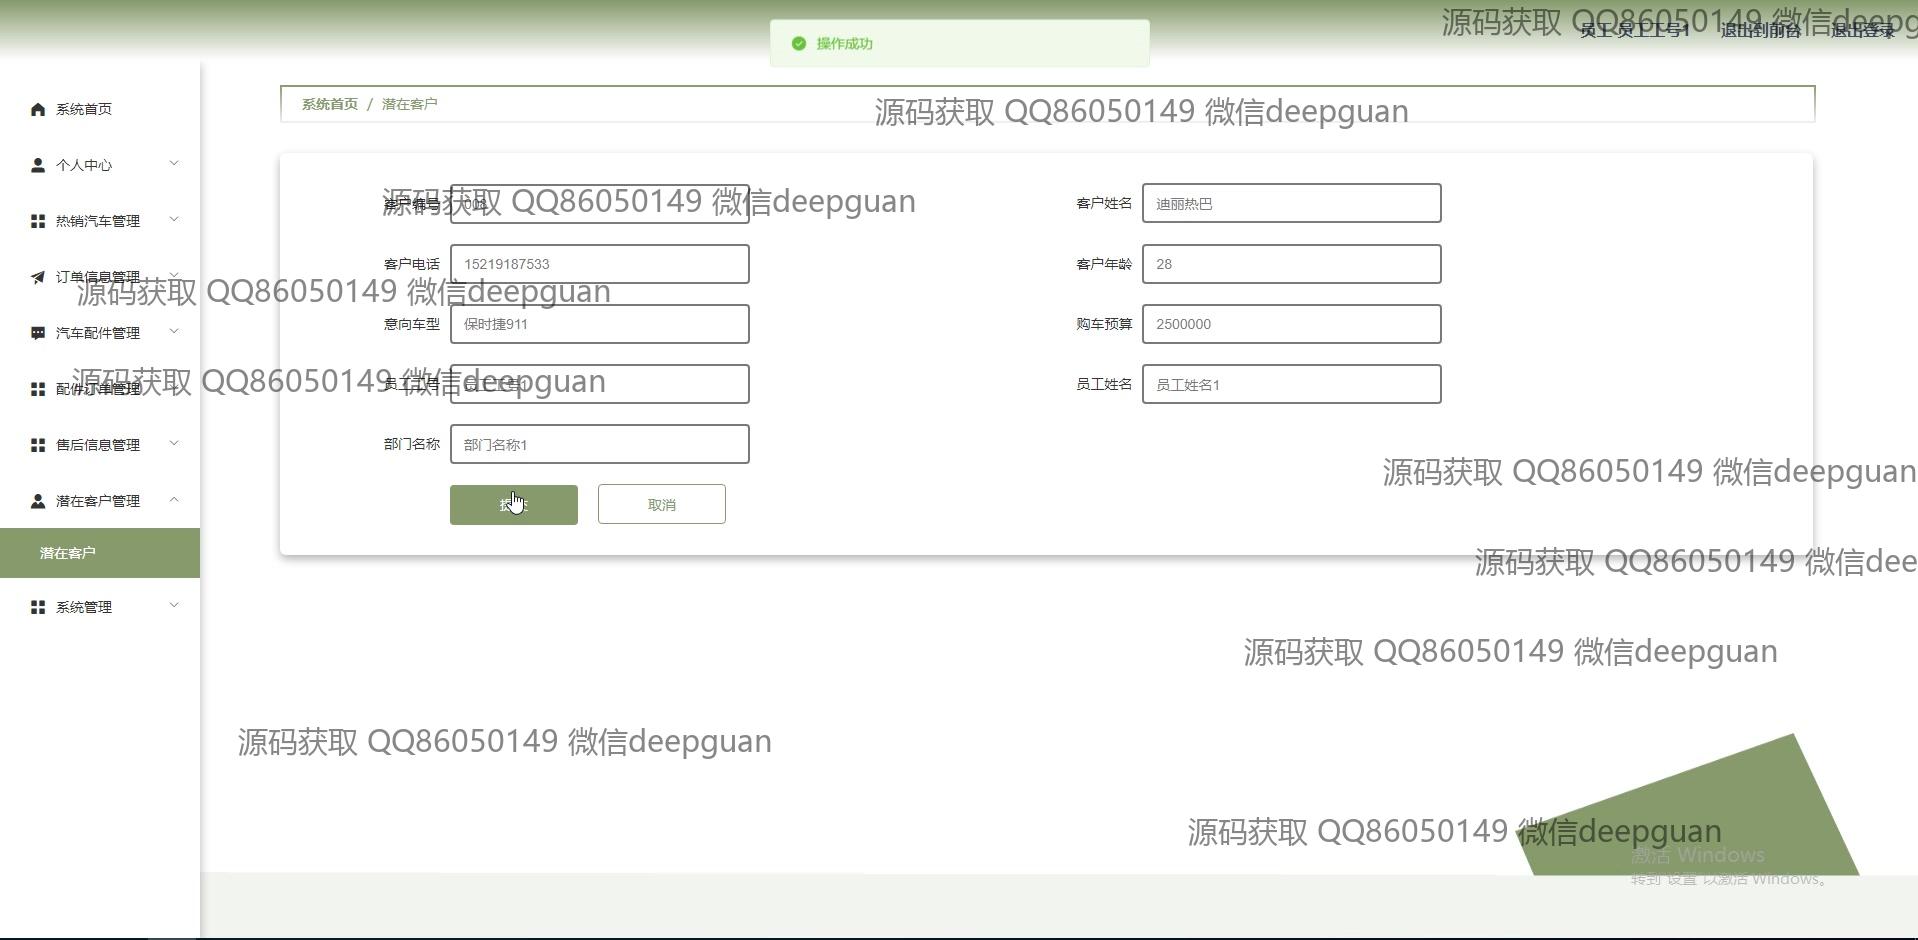 源码获取 QQ86050149 微信deepg
操作成功
员工 员工工号1 退出到前台 退出登录
系统首页 / 潜在客户
源码获取 QQ86050149 微信deepguan
系统首页
个人中心
热销汽车管理
订单信息管理
汽车配件管理
配件订单管理
售后信息管理
潜在客户管理
潜在客户
系统管理
源码获取 QQ86050149 微信deepguan
客户编号 008
客户姓名 迪丽热巴
客户电话 15219187533
客户年龄 28
源码获取 QQ86050149 微信deepguan
意向车型 保时捷911
购车预算 2500000
源码获取 QQ86050149 微信deepguan
员工工号 员工工号1
员工姓名 员工姓名1
部门名称 部门名称1
源码获取 QQ86050149 微信deepguan
提交 取消
源码获取 QQ86050149 微信dee
源码获取 QQ86050149 微信deepguan
源码获取 QQ86050149 微信deepguan
源码获取 QQ86050149 微信deepguan
激活 Windows
转到"设置"以激活 Windows。